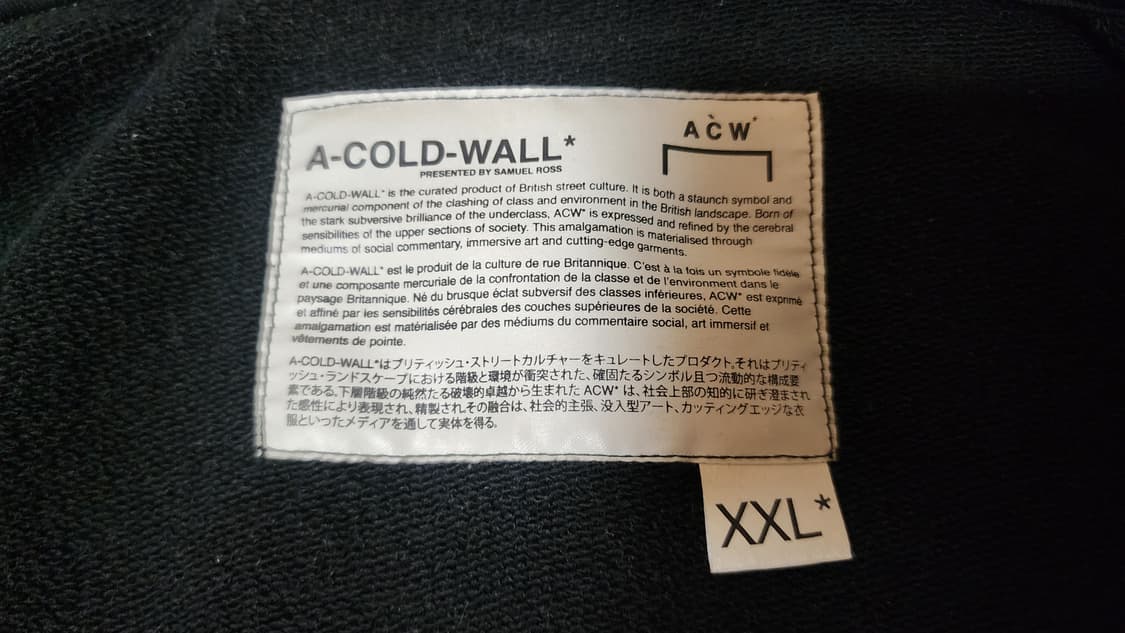 A-COLD-WALL*
PRESENTED BY SAMUEL ROSS
ACW*
A-COLD-WALL* is the curated product of British street culture. It is both a staunch symbol and
mercurial component of the clashing of class and environment in the British landscape. Born of
the stark subversive brilliance of the underclass, ACW* is expressed and refined by the cerebral
sensibilities of the upper sections of society. This amalgamation is materialised through
mediums of social commentary, immersive art and cutting-edge garments.
A-COLD-WALL* est le produit de la culture de rue Britannique. C'est à la fois un symbole fidèle
et une composante mercuriale de la confrontation de la classe et de l'environment dans le
paysage Britannique. Né du brusque éclat subversif des classes inférieures, ACW* est exprimé
et affiné par les sensibilités cérébrales des couches supérieures de la société. Cette
amalgamation est matérialisée par des médiums du commentaire social, art immersif et
vêtements de pointe.
A-COLD-WALL*はブリティッシュ・ストリートカルチャーをキュレートしたプロダクト。それはブリティ
ッシュ・ランドスケープにおける階級と環境が衝突された、確固たるシンボル且つ流動的な構成要
素である。下層階級の純然たる破壊的卓越から生まれた ACW* は、社会上部の知的に研ぎ澄まされ
た感性により表現され、精製され。その融合は、社会的主張、没入型アート、カッティングエッジな衣
服といったメディアを通して実体を得る。
XXL*